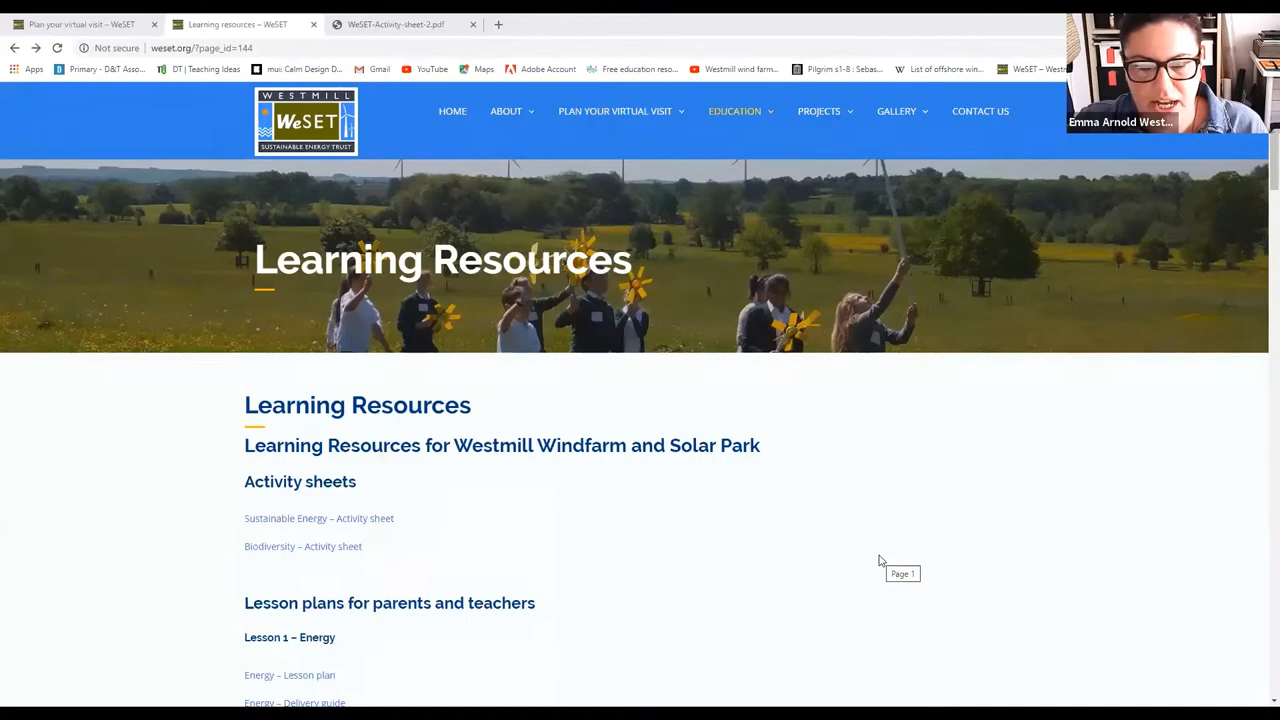 Plan your virtual visit – WeSET
Learning resources – WeSET
WeSET-Activity-sheet-2.pdf
Not secure weset.org/?page_id=144
Apps Primary - D&T Asso... DT | Teaching Ideas mui: Calm Design D... Gmail YouTube Maps Adobe Account Free education reso... Westmill wind farm... Pilgrim s1-8 : Sebas... List of offshore win... WeSET – Westm
WESTMILL
WeSET
SUSTAINABLE ENERGY TRUST
HOME ABOUT PLAN YOUR VIRTUAL VISIT EDUCATION PROJECTS GALLERY CONTACT US
Emma Arnold West...
Learning Resources
Learning Resources
Learning Resources for Westmill Windfarm and Solar Park
Activity sheets
Sustainable Energy – Activity sheet
Biodiversity – Activity sheet
Page 1
Lesson plans for parents and teachers
Lesson 1 – Energy
Energy – Lesson plan
Energy – Delivery guide